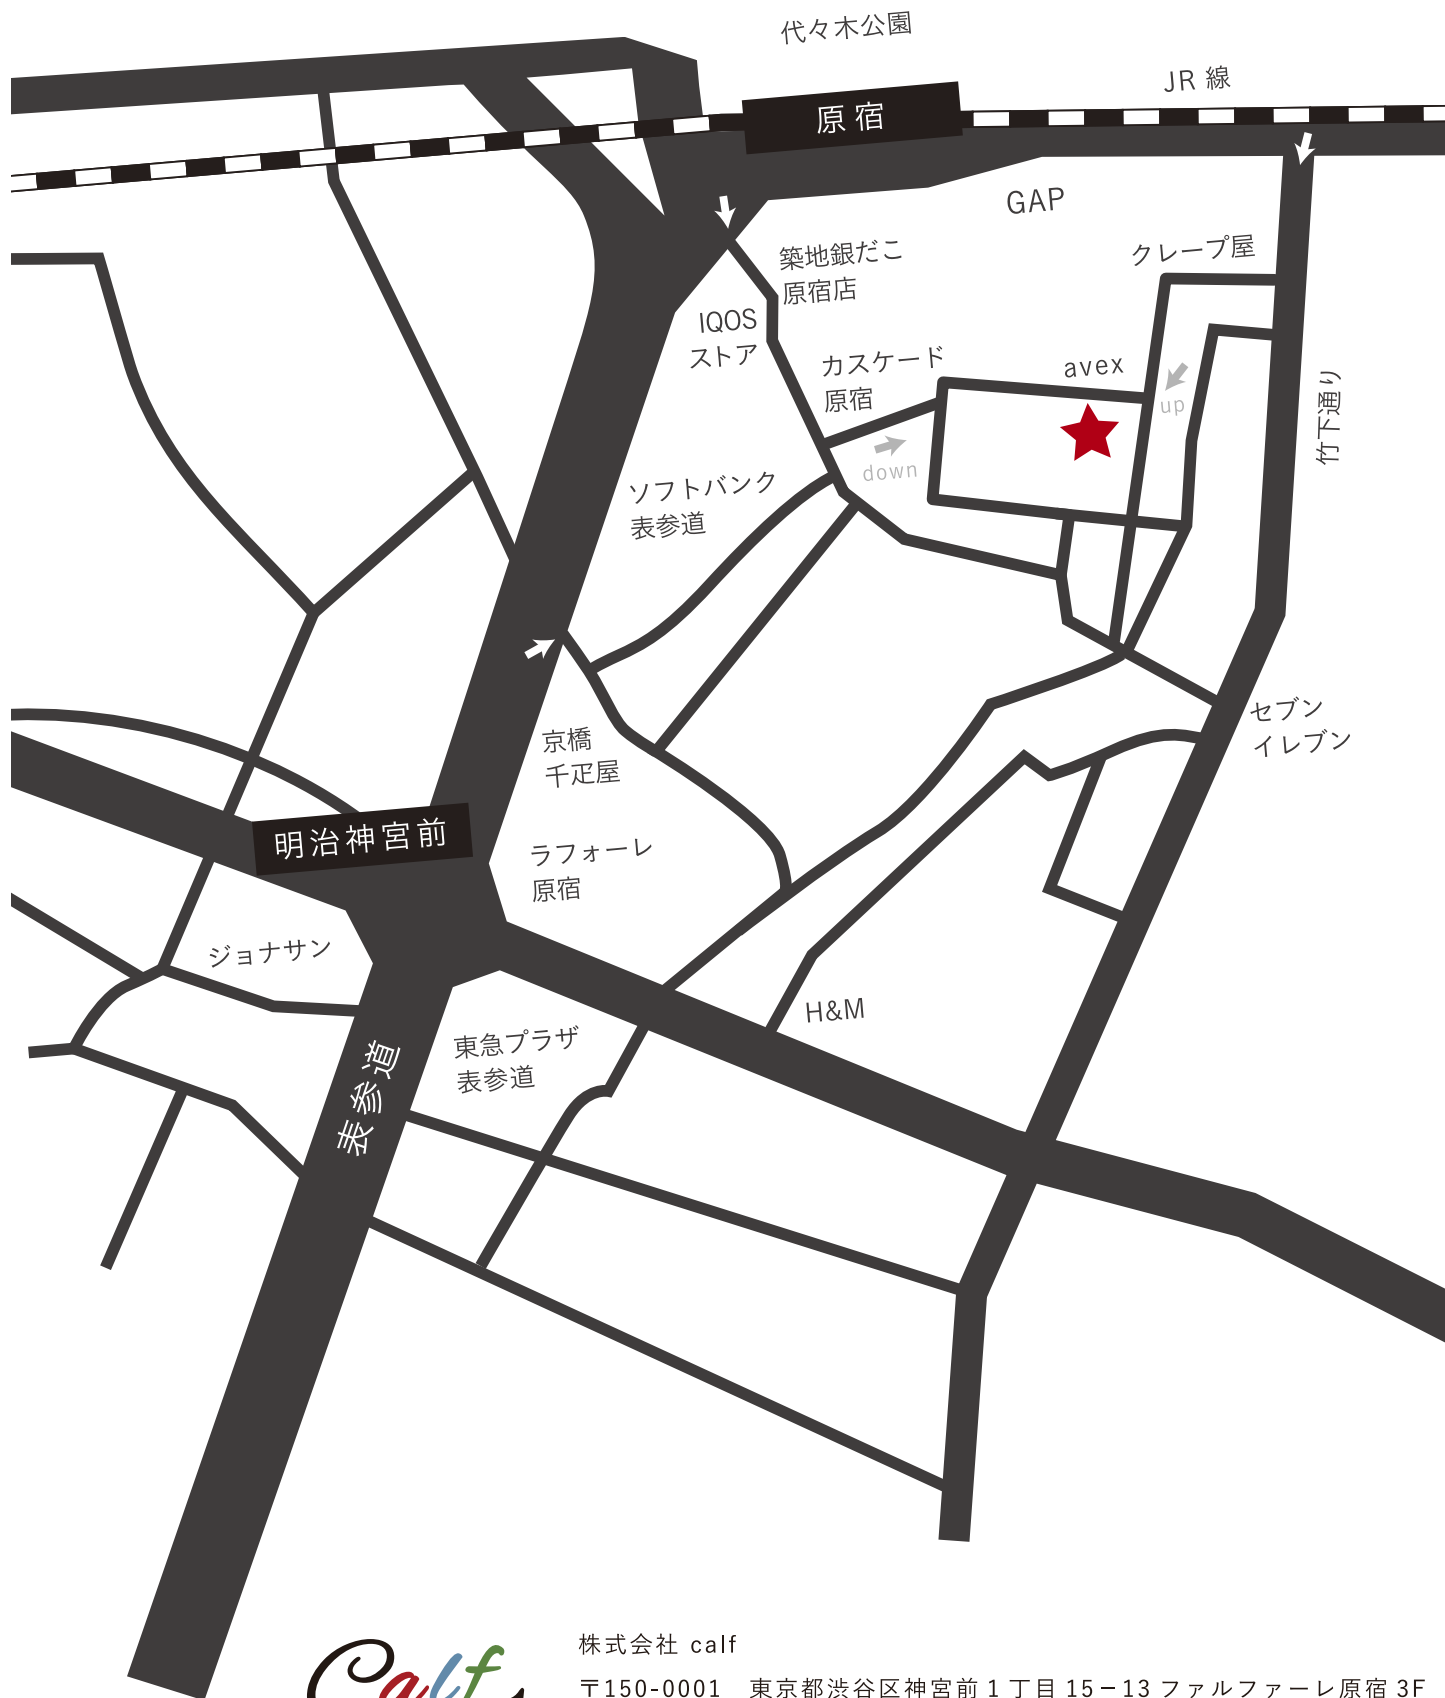 代々木公園
JR 線
原宿
GAP
クレープ屋
築地銀だこ
原宿店
IQOS
ストア
カスケード
原宿
avex
up
down
竹下通り
ソフトバンク
表参道
セブン
イレブン
京橋
千疋屋
明治神宮前
ラフォーレ
原宿
ジョナサン
H&M
東急プラザ
表参道
表参道
Calf
株式会社 calf
〒150-0001 東京都渋谷区神宮前 1 丁目 15−13 ファルファーレ原宿 3F